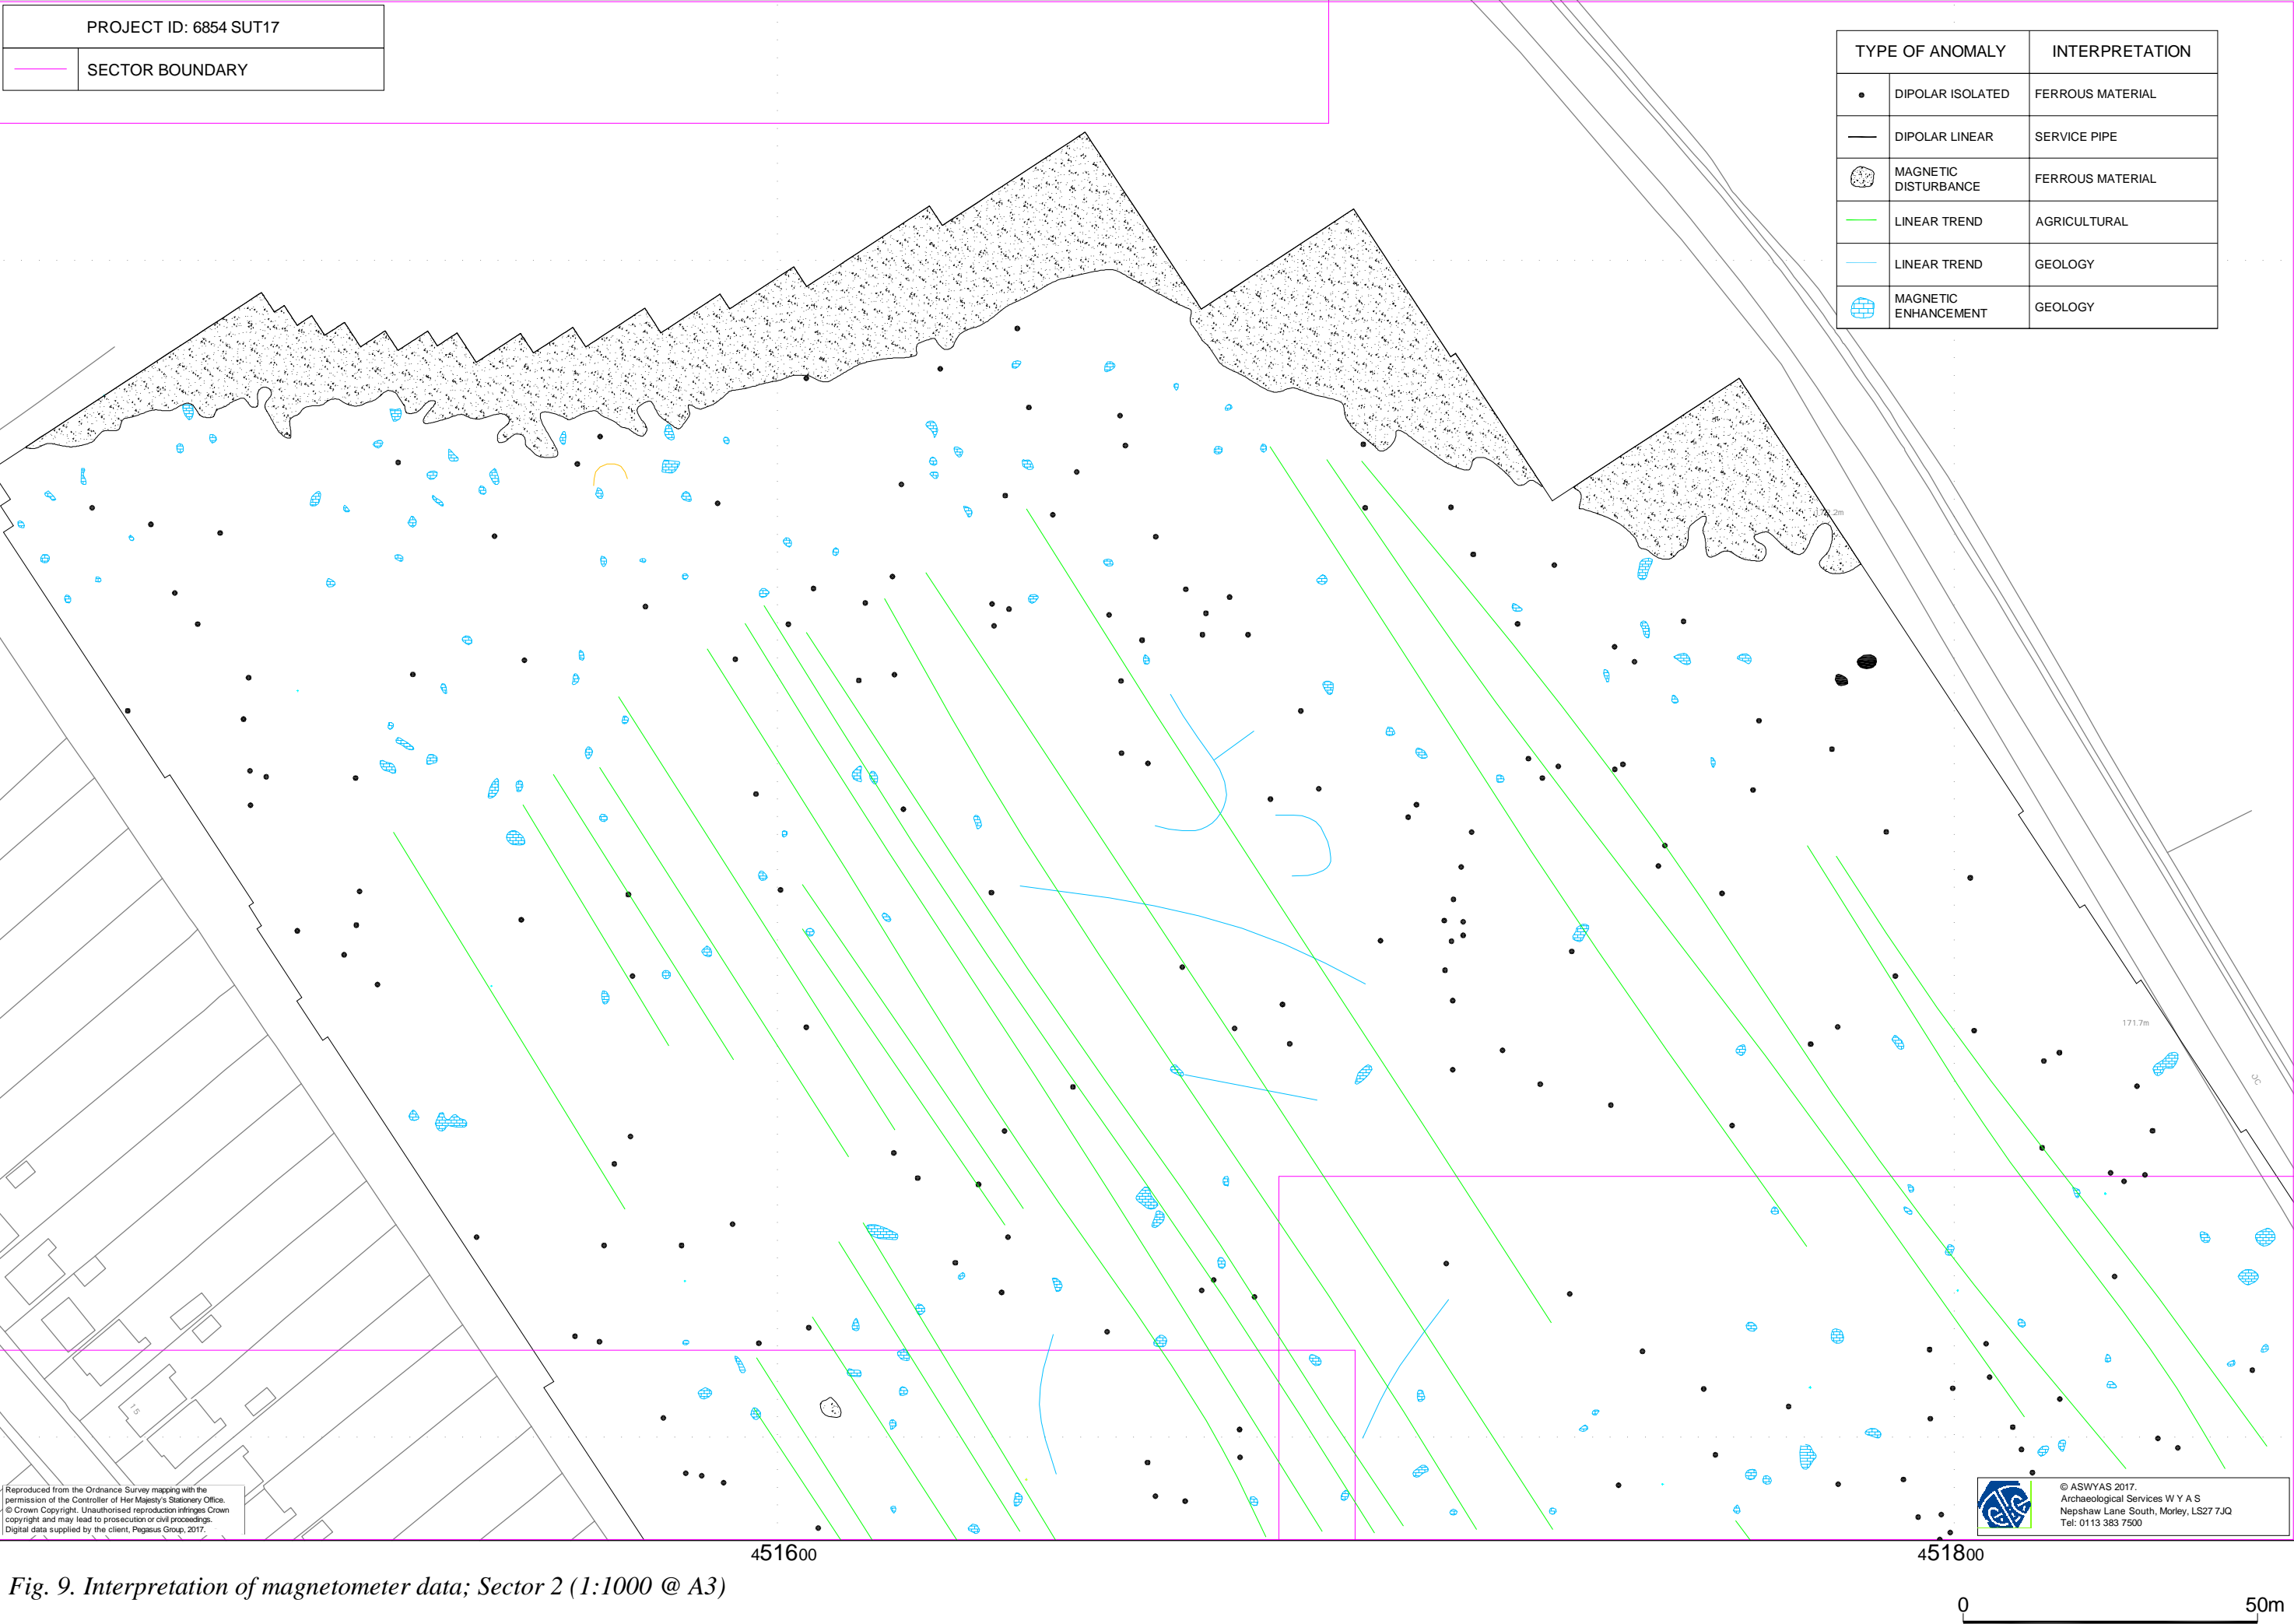 PROJECT ID: 6854 SUT17
SECTOR BOUNDARY
TYPE OF ANOMALY INTERPRETATION
DIPOLAR ISOLATED FERROUS MATERIAL
DIPOLAR LINEAR SERVICE PIPE
MAGNETIC
DISTURBANCE FERROUS MATERIAL
LINEAR TREND AGRICULTURAL
LINEAR TREND GEOLOGY
MAGNETIC
ENHANCEMENT GEOLOGY
171.7m
15
Reproduced from the Ordnance Survey mapping with the
permission of the Controller of Her Majesty's Stationery Office.
© Crown Copyright. Unauthorised reproduction infringes Crown
copyright and may lead to prosecution or civil proceedings.
Digital data supplied by the client, Pegasus Group, 2017.
© ASWYAS 2017.
Archaeological Services W Y A S
Nepshaw Lane South, Morley, LS27 7JQ
Tel: 0113 383 7500
451600
451800
Fig. 9. Interpretation of magnetometer data; Sector 2 (1:1000 @ A3)
0 50m